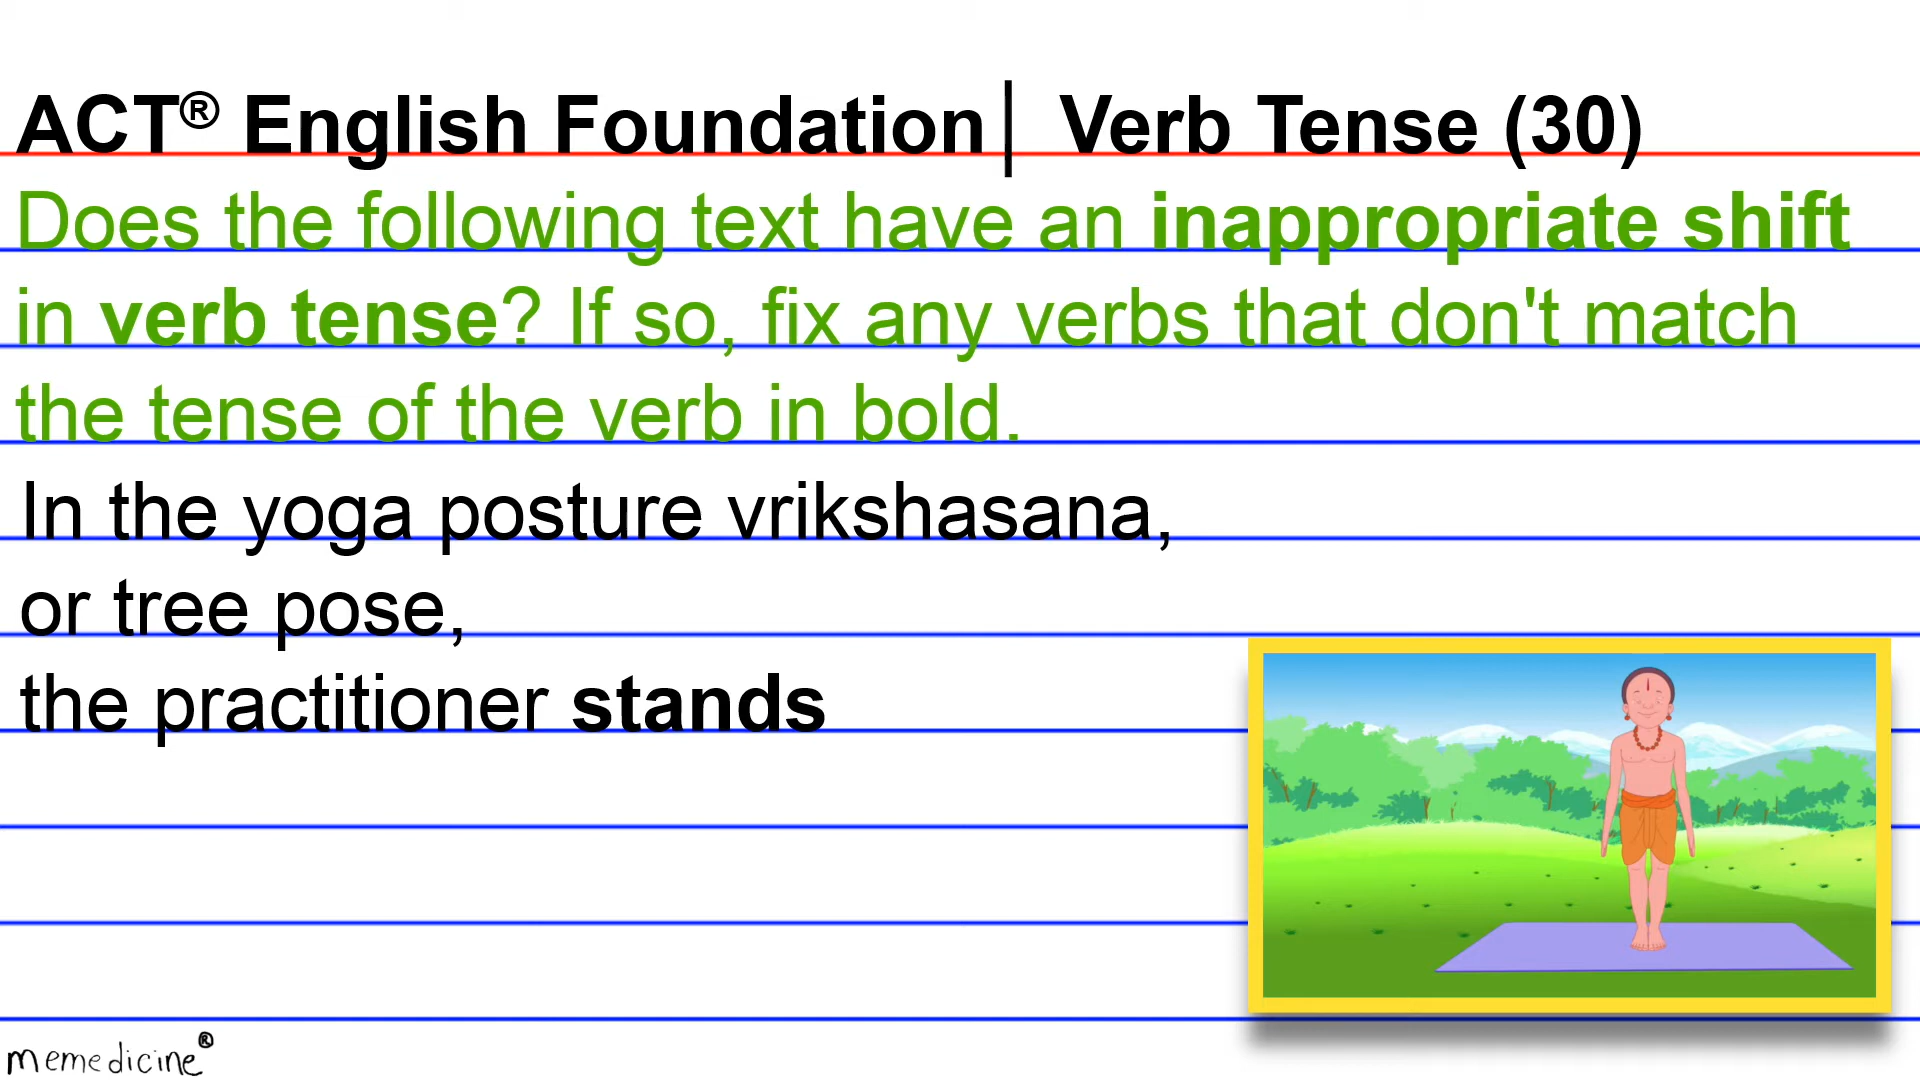 ACT® English Foundation| Verb Tense (30)
Does the following text have an inappropriate shift
in verb tense? If so, fix any verbs that don't match
the tense of the verb in bold.
In the yoga posture vrikshasana,
or tree pose,
the practitioner stands
memedicine®